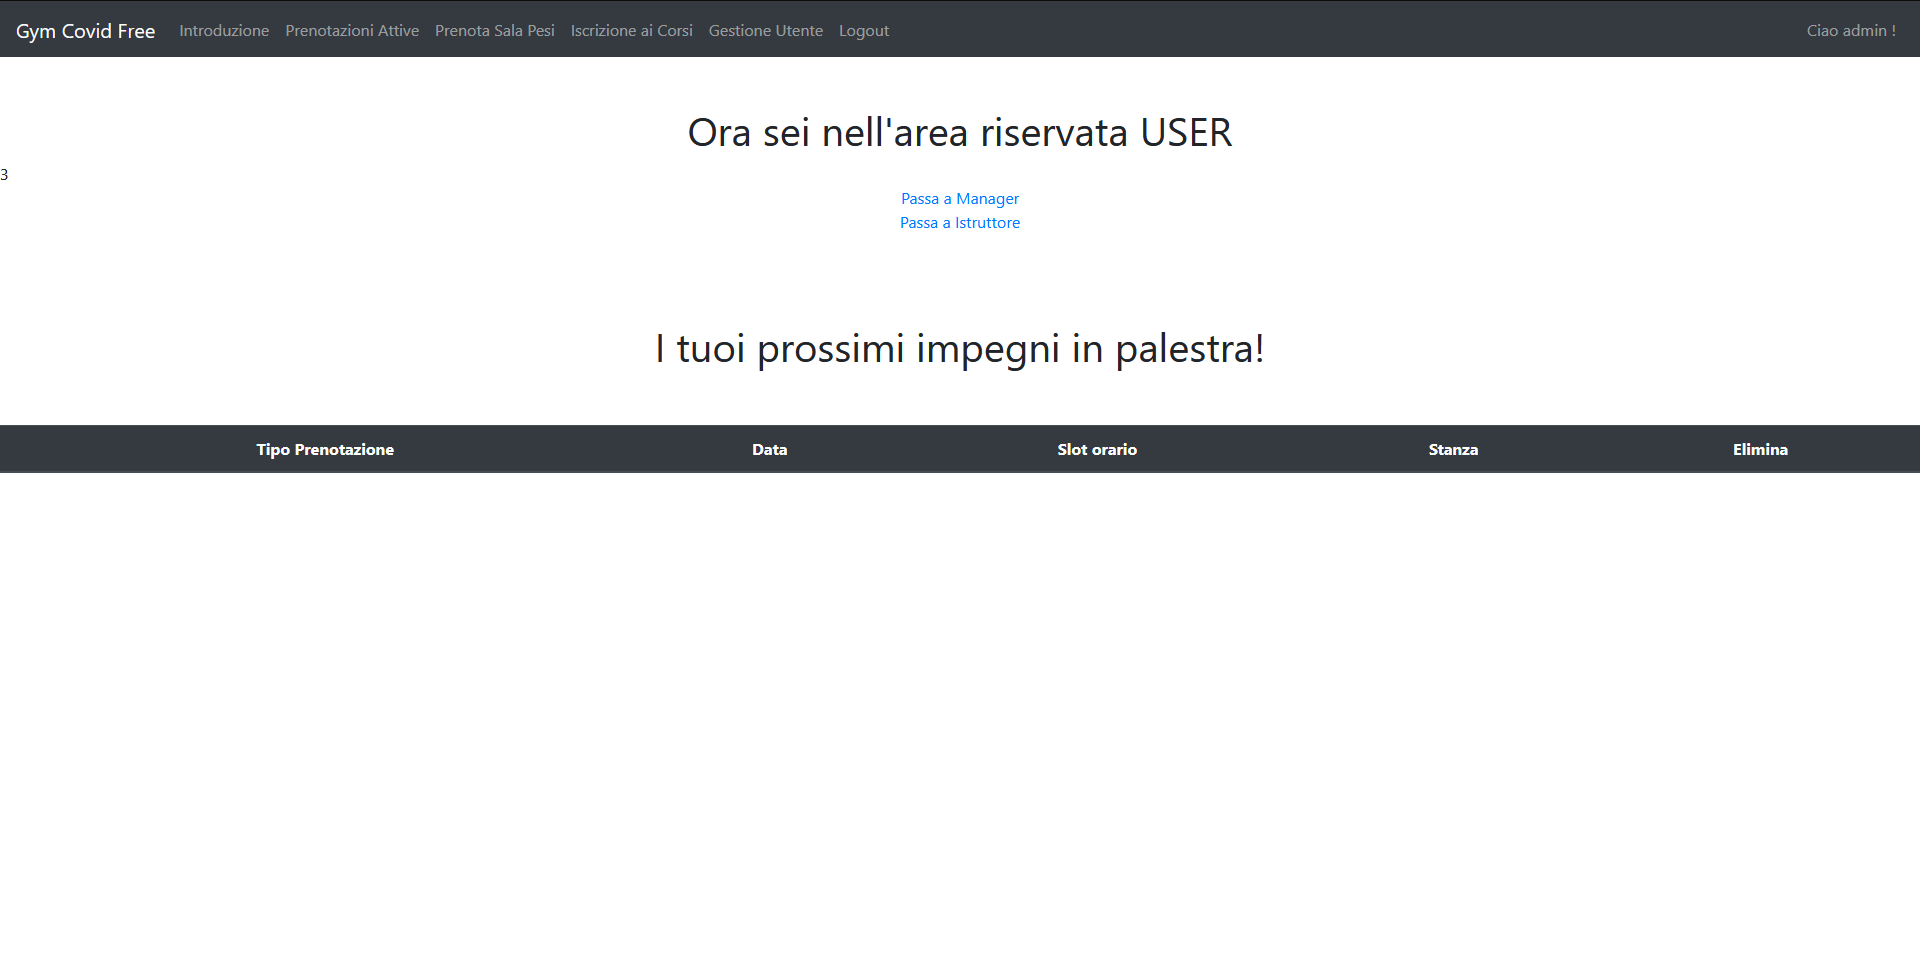 Gym Covid Free Introduzione Prenotazioni Attive Prenota Sala Pesi Iscrizione ai Corsi Gestione Utente Logout Ciao admin !
Ora sei nell'area riservata USER
3
Passa a Manager
Passa a Istruttore
I tuoi prossimi impegni in palestra!
Tipo Prenotazione Data Slot orario Stanza Elimina